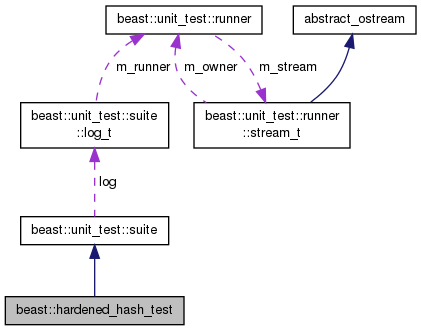 beast::unit_test::runner
abstract_ostream
m_runner
m_owner
m_stream
beast::unit_test::suite
::log_t
beast::unit_test::runner
::stream_t
log
beast::unit_test::suite
beast::hardened_hash_test